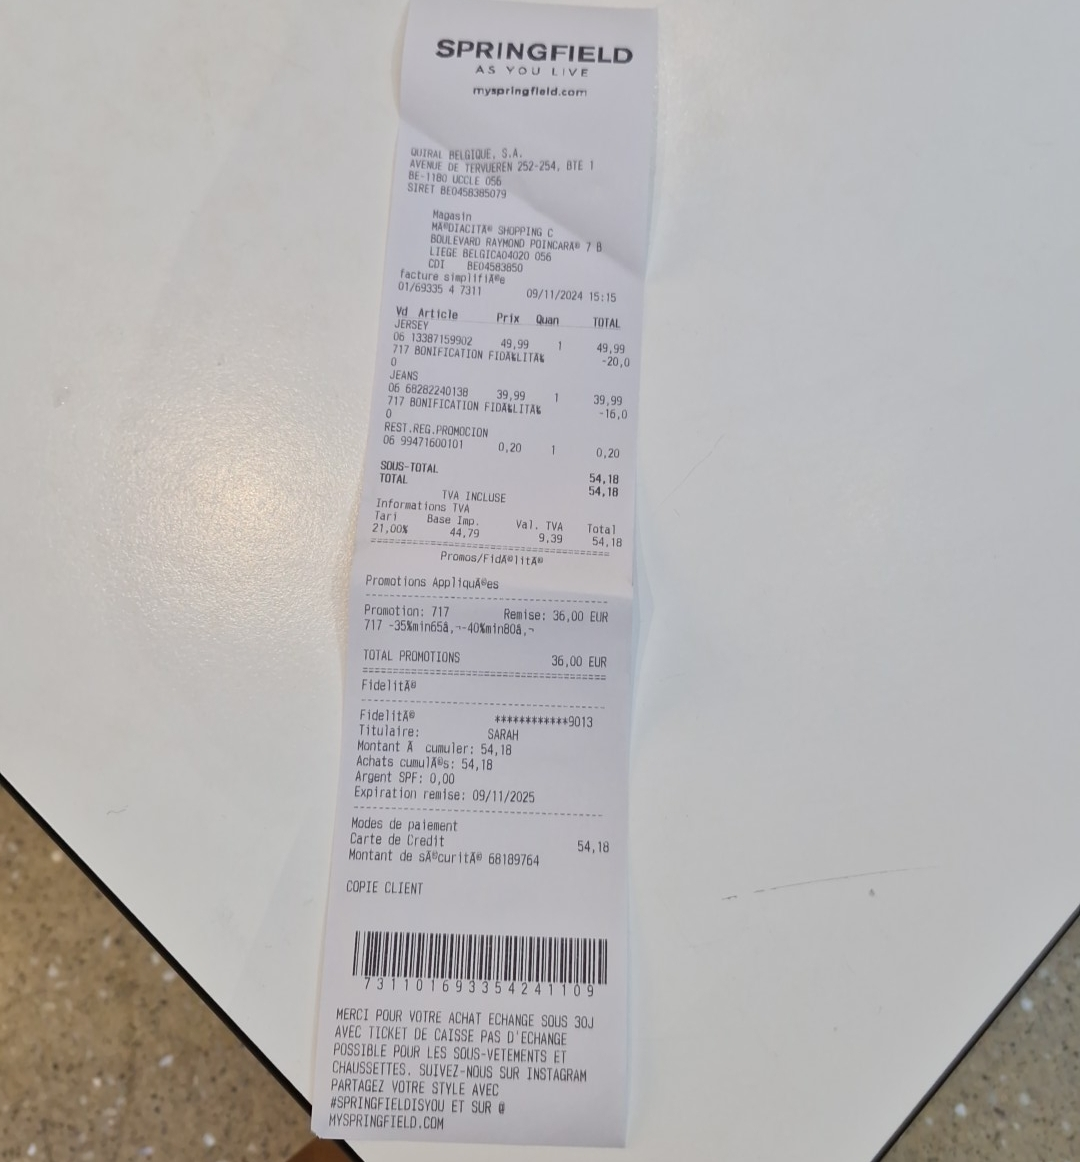 SPRINGFIELD
AS YOU LIVE
myspringfield.com
QUIRAL BELGIQUE, S.A.
AVENUE DE TERVUEREN 252-254, BTE 1
BE-1180 UCCLE 056
SIRET BE0458385079
Magasin
MÃ©DIACITÃ© SHOPPING C
BOULEVARD RAYMOND POINCARÃ© 7 B
LIEGE BELGICA04020 056
CDI BE04583850
facture simplifiÃ©e
01/69335 4 7311 09/11/2024 15:15
Vd Article Prix Quan TOTAL
JERSEY
06 13387159902 49,99 1 49,99
717 BONIFICATION FIDÃ‰LITÃ‰ -20,0
0
JEANS
06 68282240138 39,99 1 39,99
717 BONIFICATION FIDÃ‰LITÃ‰ -16,0
0
REST.REG.PROMOCION
06 99471600101 0,20 1 0,20
SOUS-TOTAL 54,18
TOTAL 54,18
TVA INCLUSE
Informations TVA
Tari Base Imp. Val. TVA Total
21,00% 44,79 9,39 54,18
Promos/FidÃ©litÃ©
Promotions AppliquÃ©es
Promotion: 717 Remise: 36,00 EUR
717 -35%min65â‚¬-40%min80â‚¬
TOTAL PROMOTIONS 36,00 EUR
FidelitÃ©
FidelitÃ© ************9013
Titulaire: SARAH
Montant Ã cumuler: 54,18
Achats cumulÃ©s: 54,18
Argent SPF: 0,00
Expiration remise: 09/11/2025
Modes de paiement
Carte de Credit 54,18
Montant de sÃ©curitÃ© 68189764
COPIE CLIENT
731101693354241109
MERCI POUR VOTRE ACHAT ECHANGE SOUS 30J
AVEC TICKET DE CAISSE PAS D'ECHANGE
POSSIBLE POUR LES SOUS-VETEMENTS ET
CHAUSSETTES. SUIVEZ-NOUS SUR INSTAGRAM
PARTAGEZ VOTRE STYLE AVEC
#SPRINGFIELDISYOU ET SUR @
MYSPRINGFIELD.COM